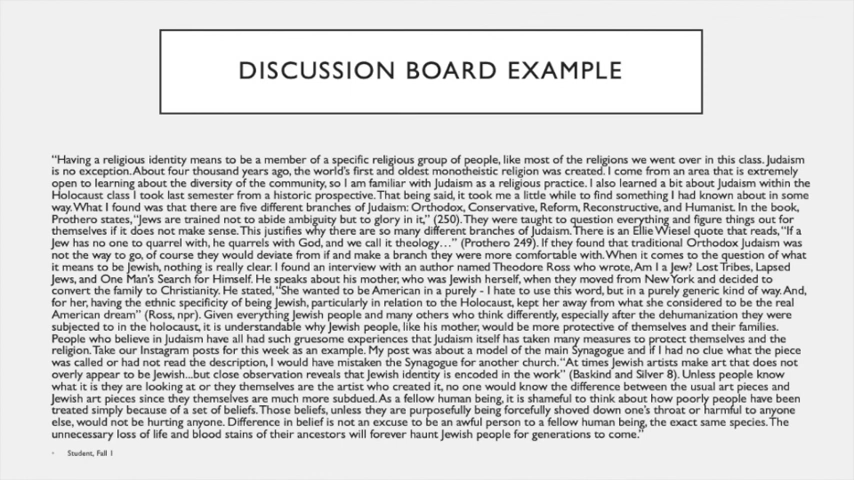 DISCUSSION BOARD EXAMPLE
"Having a religious identity means to be a member of a specific religious group of people, like most of the religions we went over in this class. Judaism
is no exception. About four thousand years ago, the world's first and oldest monotheistic religion was created. I come from an area that is extremely
open to learning about the diversity of the community, so I am familiar with Judaism as a religious practice. I also learned a bit about Judaism within the
Holocaust class I took last semester from a historic prospective. That being said, it took me a little while to find something I had known about in some
way. What I found was that there are five different branches of Judaism: Orthodox, Conservative, Reform, Reconstructive, and Humanist. In the book,
Prothero states, "Jews are trained not to abide ambiguity but to glory in it," (250). They were taught to question everything and figure things out for
themselves if it does not make sense. This justifies why there are so many different branches of Judaism. There is an Ellie Wiesel quote that reads, "If a
Jew has no one to quarrel with, he quarrels with God, and we call it theology…" (Prothero 249). If they found that traditional Orthodox Judaism was
not the way to go, of course they would deviate from if and make a branch they were more comfortable with. When it comes to the question of what
it means to be Jewish, nothing is really clear. I found an interview with an author named Theodore Ross who wrote, Am I a Jew? Lost Tribes, Lapsed
Jews, and One Man's Search for Himself. He speaks about his mother, who was Jewish herself, when they moved from New York and decided to
convert the family to Christianity. He stated, "She wanted to be American in a purely - I hate to use this word, but in a purely generic kind of way. And,
for her, having the ethnic specificity of being Jewish, particularly in relation to the Holocaust, kept her away from what she considered to be the real
American dream" (Ross, npr). Given everything Jewish people and many others who think differently, especially after the dehumanization they were
subjected to in the holocaust, it is understandable why Jewish people, like his mother, would be more protective of themselves and their families.
People who believe in Judaism have all had such gruesome experiences that Judaism itself has taken many measures to protect themselves and the
religion. Take our Instagram posts for this week as an example. My post was about a model of the main Synagogue and if I had no clue what the piece
was called or had not read the description, I would have mistaken the Synagogue for another church. "At times Jewish artists make art that does not
overly appear to be Jewish...but close observation reveals that Jewish identity is encoded in the work" (Baskind and Silver 8). Unless people know
what it is they are looking at or they themselves are the artist who created it, no one would know the difference between the usual art pieces and
Jewish art pieces since they themselves are much more subdued. As a fellow human being, it is shameful to think about how poorly people have been
treated simply because of a set of beliefs. Those beliefs, unless they are purposefully being forcefully shoved down one's throat or harmful to anyone
else, would not be hurting anyone. Difference in belief is not an excuse to be an awful person to a fellow human being, the exact same species. The
unnecessary loss of life and blood stains of their ancestors will forever haunt Jewish people for generations to come."
• Student, Fall 1